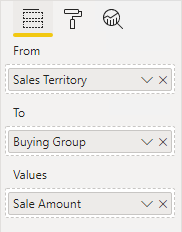 From
Sales Territory
To
Buying Group
Values
Sale Amount